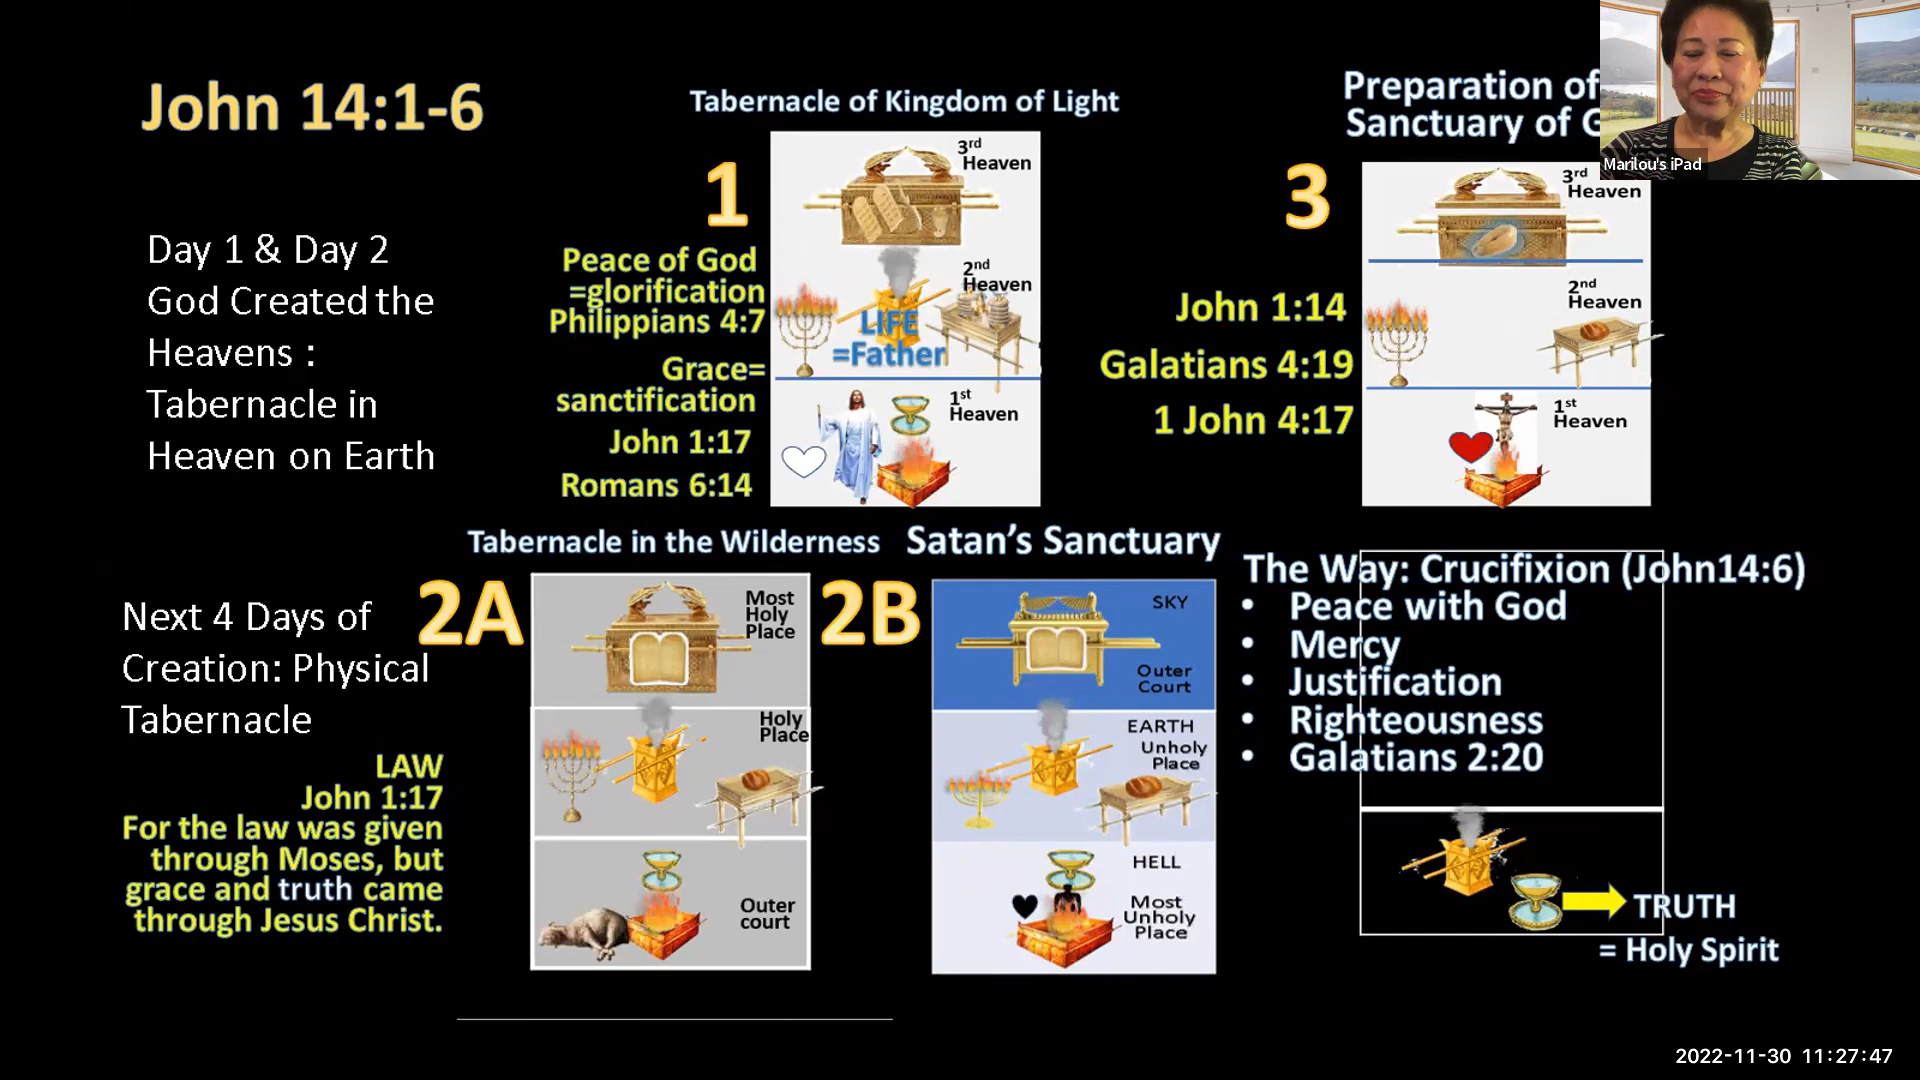 John 14:1-6
Day 1 & Day 2
God Created the
Heavens :
Tabernacle in
Heaven on Earth
Tabernacle of Kingdom of Light
1
3rd
Heaven
2nd
Heaven
LIFE
=Father
1st
Heaven
Peace of God
=glorification
Philippians 4:7
Grace=
sanctification
John 1:17
Romans 6:14
Preparation of
Sanctuary of
3
3rd
Heaven
2nd
Heaven
1st
Heaven
John 1:14
Galatians 4:19
1 John 4:17
Marilou's iPad
Next 4 Days of
Creation: Physical
Tabernacle
LAW
John 1:17
For the law was given
through Moses, but
grace and truth came
through Jesus Christ.
Tabernacle in the Wilderness
2A
Most
Holy
Place
Holy
Place
Outer
court
Satan's Sanctuary
2B
SKY
Outer
Court
EARTH
Unholy
Place
HELL
Most
Unholy
Place
The Way: Crucifixion (John14:6)
• Peace with God
• Mercy
• Justification
• Righteousness
• Galatians 2:20
TRUTH
= Holy Spirit
2022-11-30 11:27:47